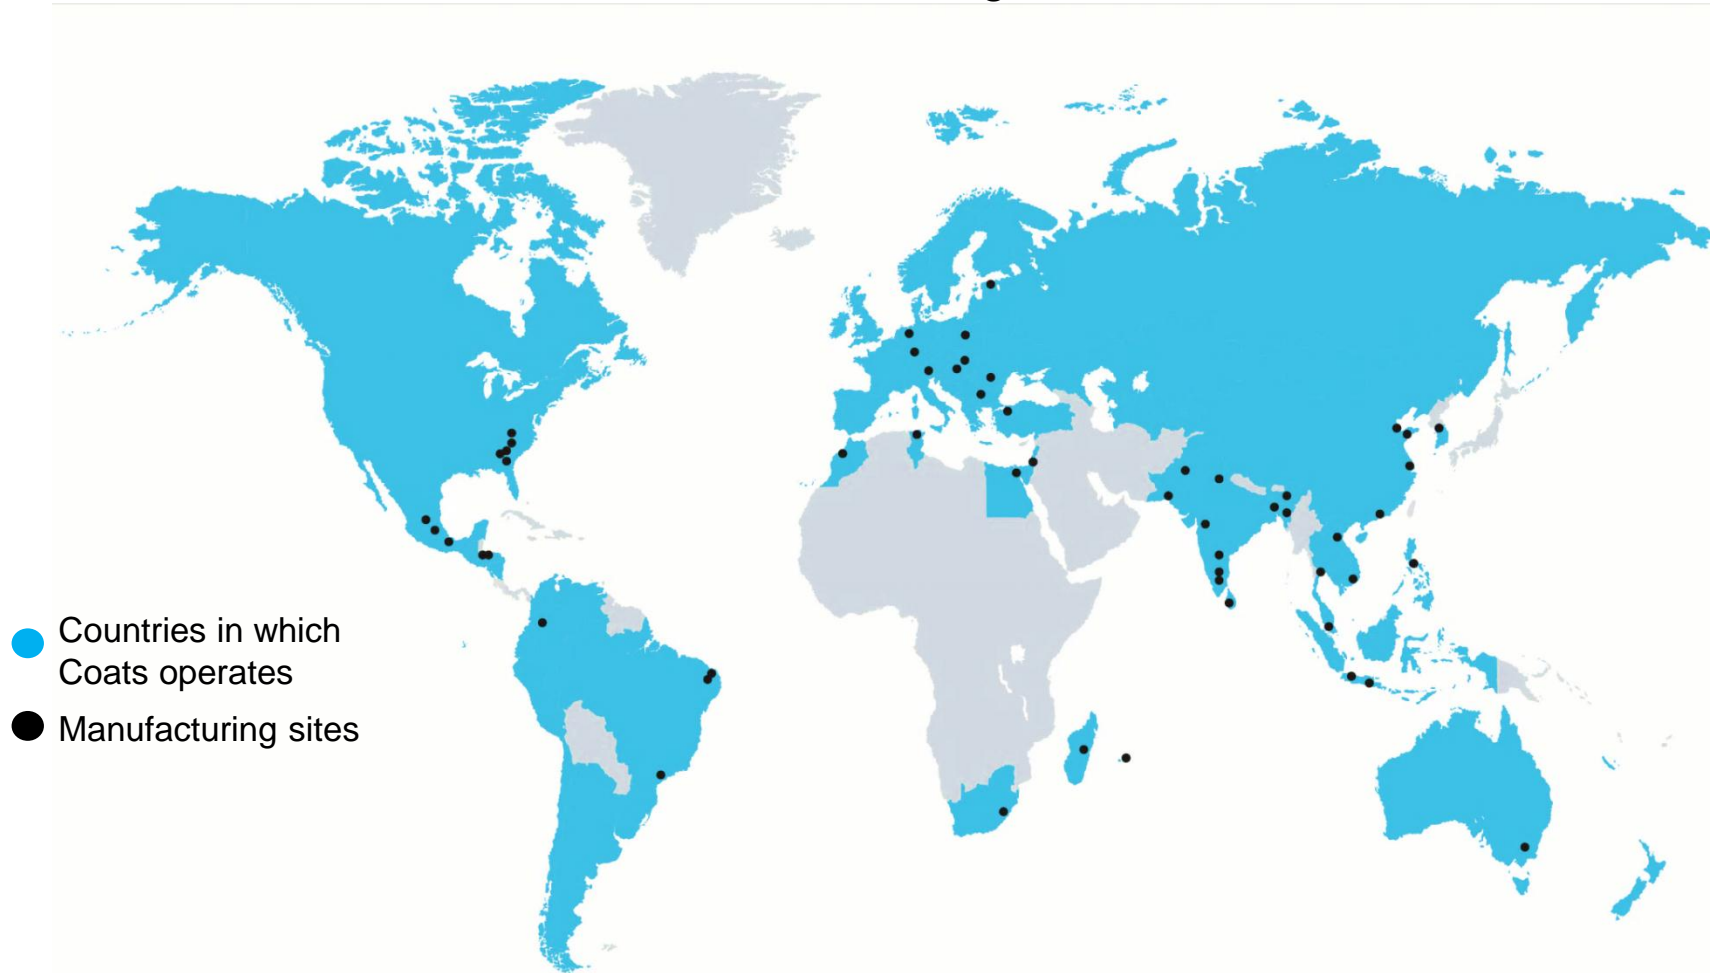 Countries in which
Coats operates
Manufacturing sites